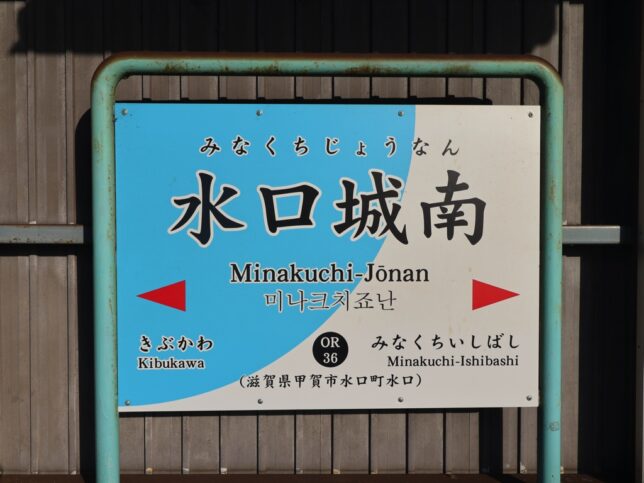 みなくちじょうなん
水口城南
Minakuchi-Jōnan
미나크치죠난
きぶかわ
Kibukawa
OR
36
みなくちいしばし
Minakuchi-Ishibashi
(滋賀県甲賀市水口町水口)